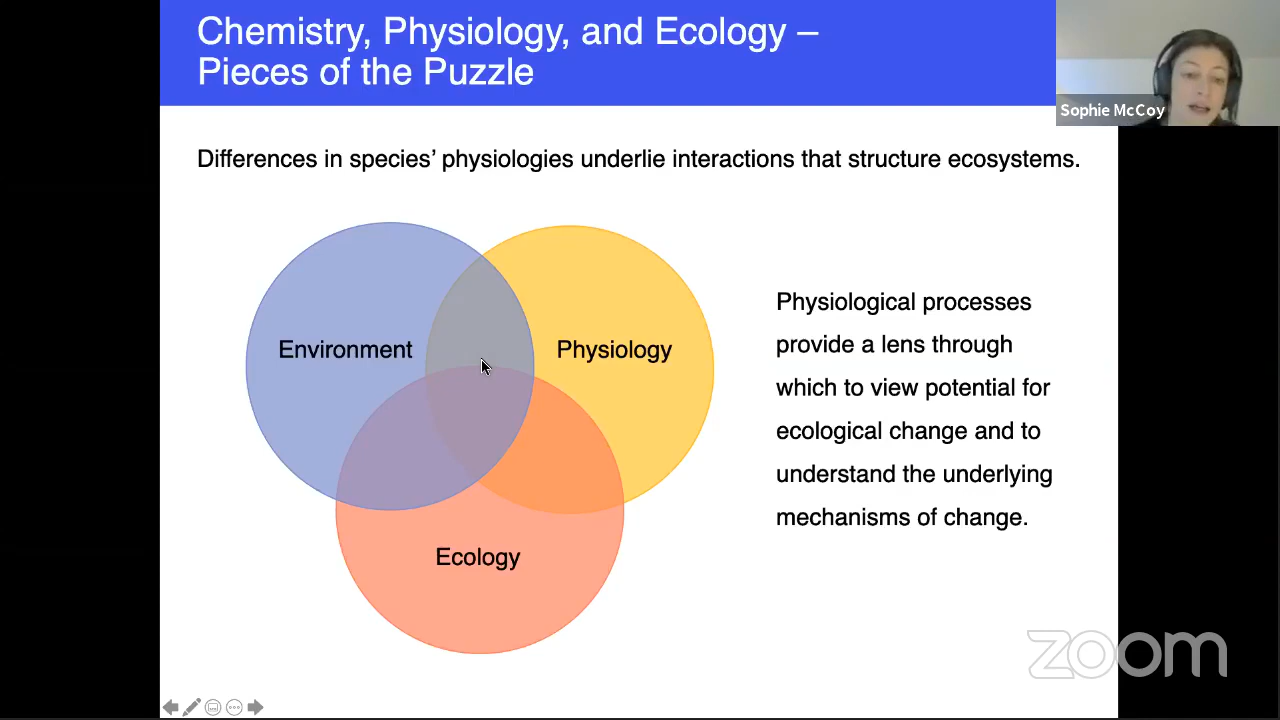 Chemistry, Physiology, and Ecology –
Pieces of the Puzzle
Sophie McCoy
Differences in species’ physiologies underlie interactions that structure ecosystems.
Environment
Physiology
Ecology
Physiological processes
provide a lens through
which to view potential for
ecological change and to
understand the underlying
mechanisms of change.
zoom